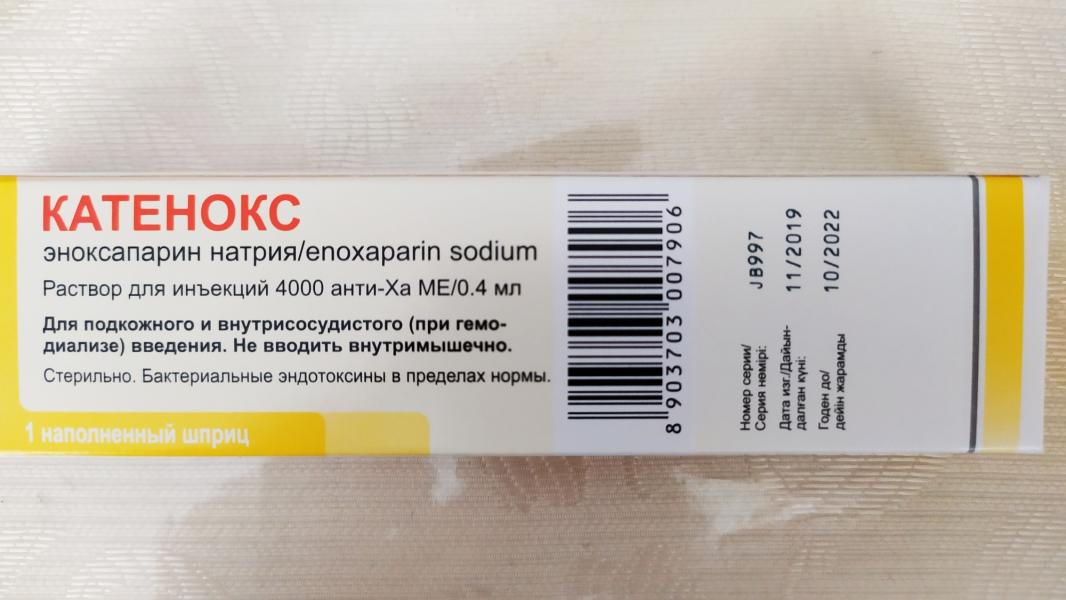 КАТЕНОКС
эноксапарин натрия/enoxaparin sodium
Раствор для инъекций 4000 анти-Ха МЕ/0.4 мл
Для подкожного и внутрисосудистого (при гемо-
диализе) введения. Не вводить внутримышечно.
Стерильно. Бактериальные эндотоксины в пределах нормы.
1 наполненный шприц
8 903703 007906
Номер серии/
Серия нөмірі:
JB997
Дата изг./Дайын-
далған күні:
11/2019
Годен до/
дейін жарамды
10/2022